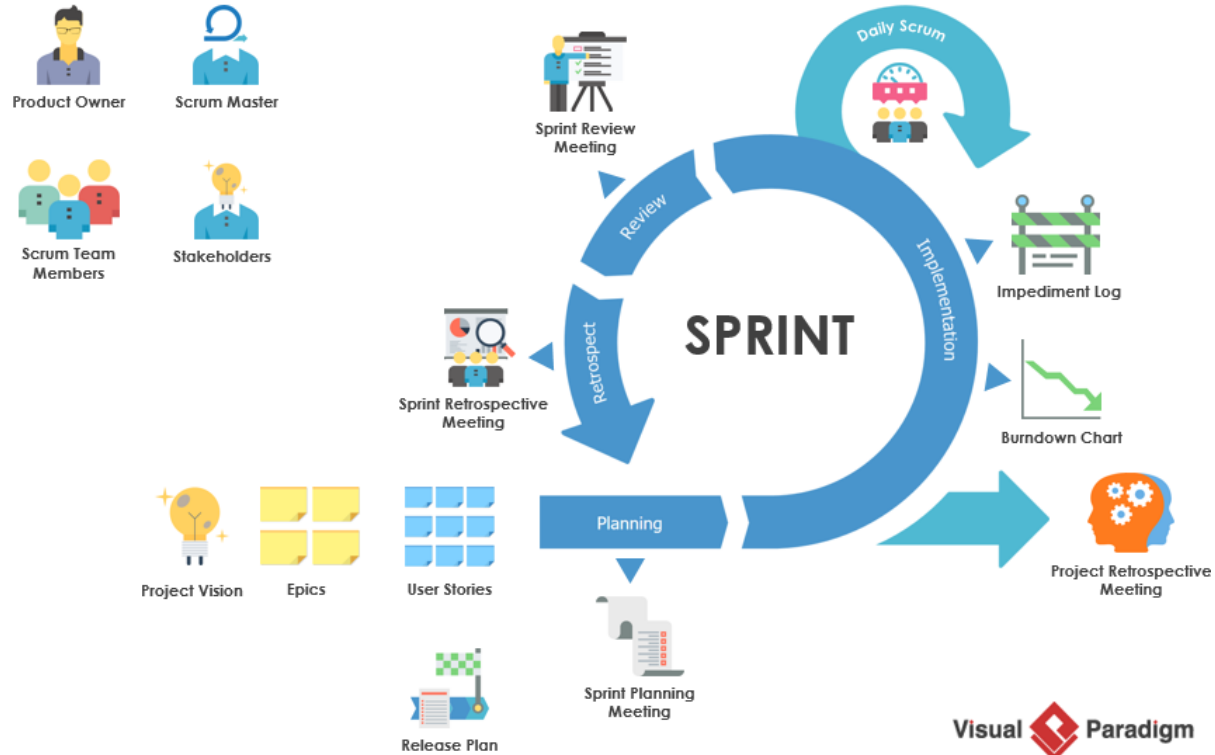 Product Owner
Scrum Master
Scrum Team
Members
Stakeholders
Sprint Review
Meeting
Daily Scrum
Review
Implementation
Impediment Log
SPRINT
Retrospect
Sprint Retrospective
Meeting
Burndown Chart
Planning
Project Vision
Epics
User Stories
Project Retrospective
Meeting
Sprint Planning
Meeting
Release Plan
Visual Paradigm